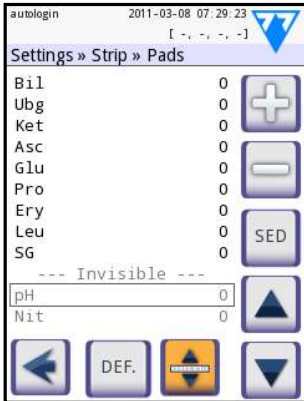 autologin 2011-03-08 07:29:23
[ -, -, -, -]
Settings » Strip » Pads
Bil 0
Ubg 0
Ket 0
Asc 0
Glu 0
Pro 0
Ery 0
Leu 0
SG 0
--- Invisible ---
pH 0
Nit 0
SED
DEF.